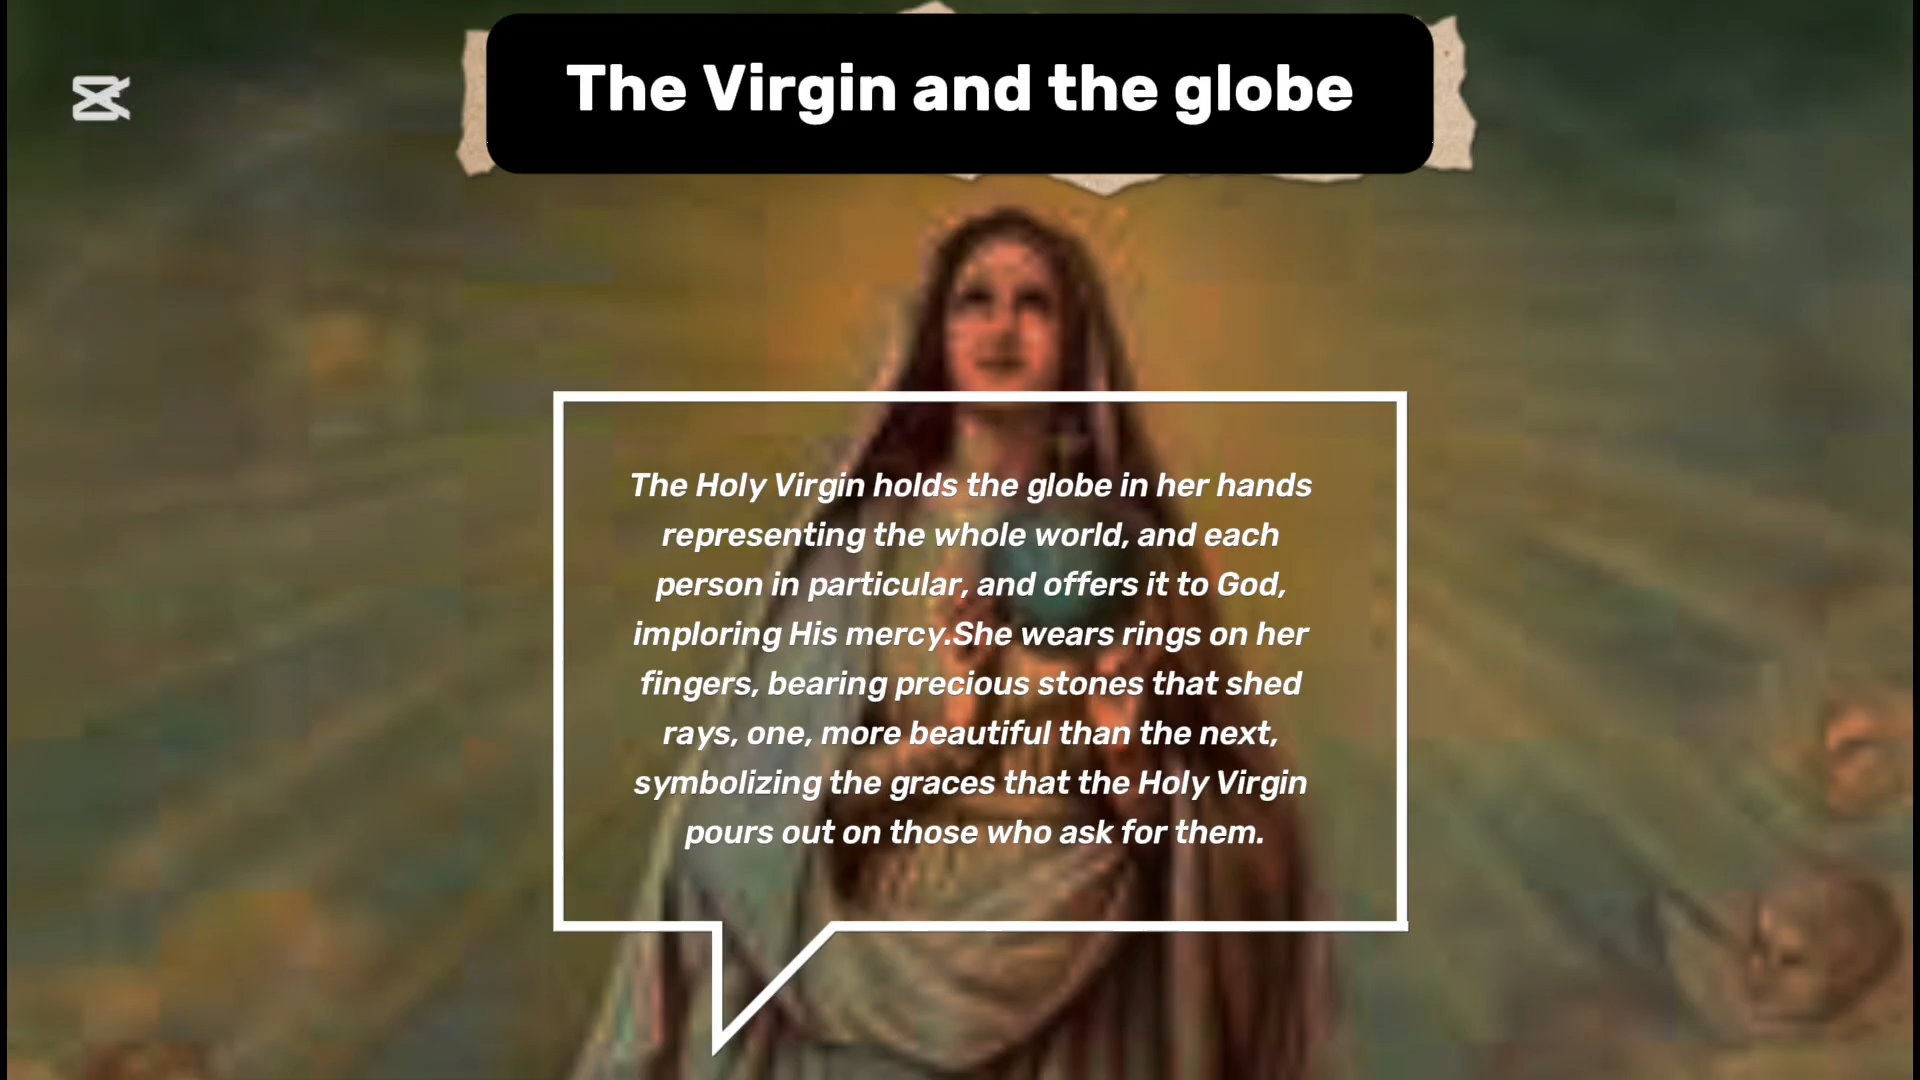 The Virgin and the globe
The Holy Virgin holds the globe in her hands
representing the whole world, and each
person in particular, and offers it to God,
imploring His mercy.She wears rings on her
fingers, bearing precious stones that shed
rays, one, more beautiful than the next,
symbolizing the graces that the Holy Virgin
pours out on those who ask for them.